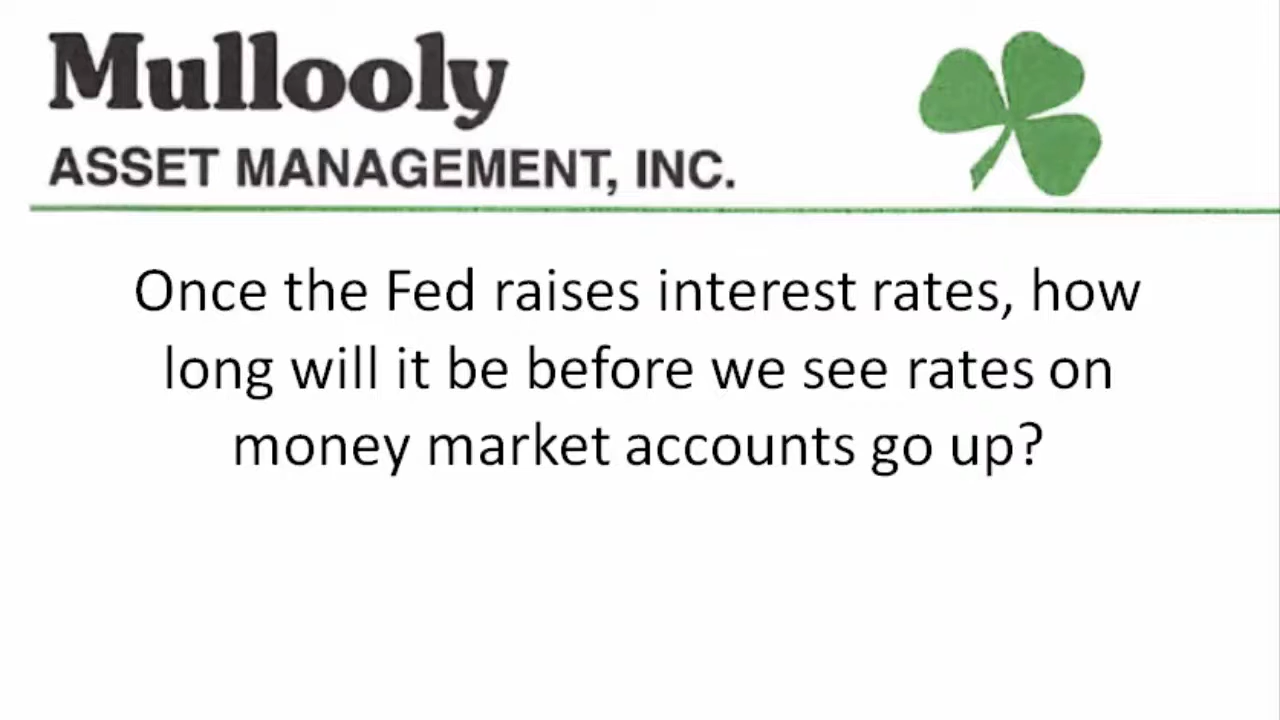 Mullooly
ASSET MANAGEMENT, INC.
Once the Fed raises interest rates, how
long will it be before we see rates on
money market accounts go up?